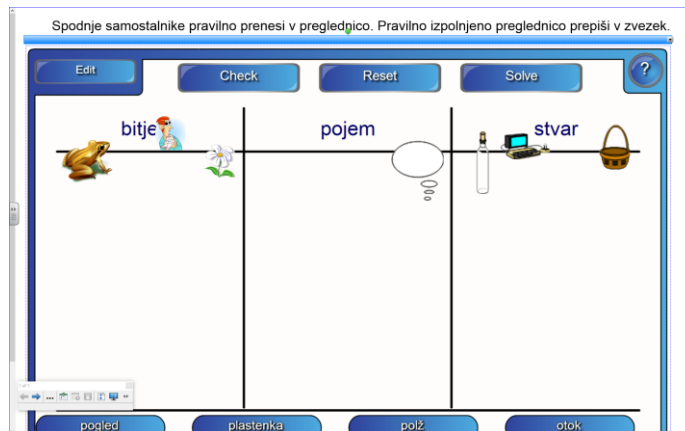 Spodnje samostalnike pravilno prenesi v preglednico. Pravilno izpolnjeno preglednico prepiši v zvezek.
Edit Check Reset Solve ?
bitje pojem stvar
pogled plastenka polž otok